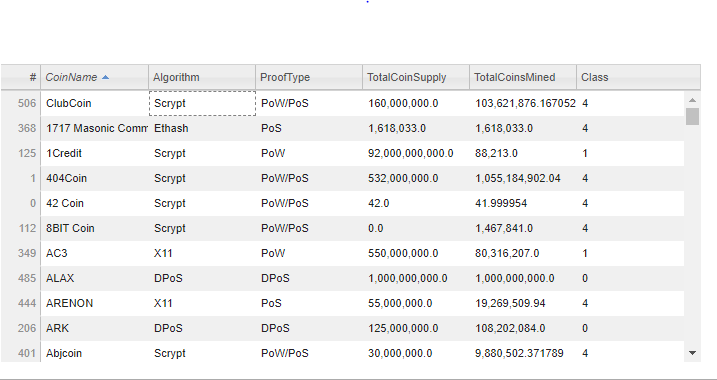 # CoinName Algorithm ProofType TotalCoinSupply TotalCoinsMined Class
506 ClubCoin Scrypt PoW/PoS 160,000,000.0 103,621,876.167052 4
368 1717 Masonic Comm Ethash PoS 1,618,033.0 1,618,033.0 4
125 1Credit Scrypt PoW 92,000,000,000.0 88,213.0 1
1 404Coin Scrypt PoW/PoS 532,000,000.0 1,055,184,902.04 4
0 42 Coin Scrypt PoW/PoS 42.0 41.999954 4
112 8BIT Coin Scrypt PoW/PoS 0.0 1,467,841.0 4
349 AC3 X11 PoW 550,000,000.0 80,316,207.0 1
485 ALAX DPoS DPoS 1,000,000,000.0 1,000,000,000.0 0
444 ARENON X11 PoS 55,000,000.0 19,269,509.94 4
206 ARK DPoS DPoS 125,000,000.0 108,202,084.0 0
401 Abjcoin Scrypt PoW/PoS 30,000,000.0 9,880,502.371789 4